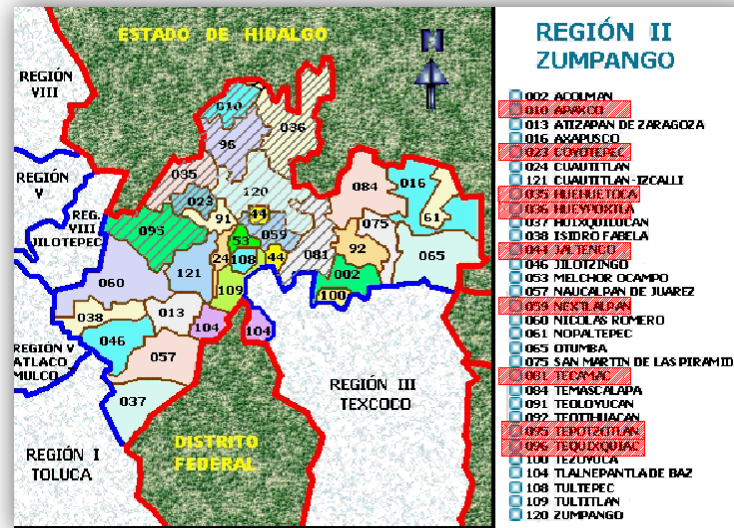 ESTADO DE HIDALGO
N
REGIÓN
VIII
010
036
96
035
REGIÓN
V
120
084
016
023
REG.
VIII
JILOTEPEC
91
44
61
095
059
075
53
24
108
44
081
92
065
121
002
060
109
100
038
013
104
104
046
REGIÓN V
ATLACO
MULCO
057
037
REGIÓN III
TEXCOCO
REGIÓN I
TOLUCA
DISTRITO
FEDERAL
REGIÓN II
ZUMPANGO
002 ACOLMAN
010 APAXCO
013 ATIZAPAN DE ZARAGOZA
016 AXAPUSCO
023 COYOTEPEC
024 CUAUTITLAN
121 CUAUTITLAN-IZCALLI
035 HUEHUETOCA
036 HUEYPOXTLA
037 HUIXQUILUCAN
038 ISIDRO FABELA
044 JALTENCO
046 JILOTZINGO
053 MELCHOR OCAMPO
057 NAUCALPAN DE JUAREZ
059 NEXTLALPAN
060 NICOLAS ROMERO
061 NOPALTEPEC
065 OTUMBA
075 SAN MARTIN DE LAS PIRAMID
081 TECAMAC
084 TEMASCALAPA
091 TEOLOYUCAN
092 TEOTIHUACAN
095 TEPOTZOTLAN
096 TEQUIXQUIAC
100 TEZOYUCA
104 TLALNEPANTLA DE BAZ
108 TULTEPEC
109 TULTITLAN
120 ZUMPANGO